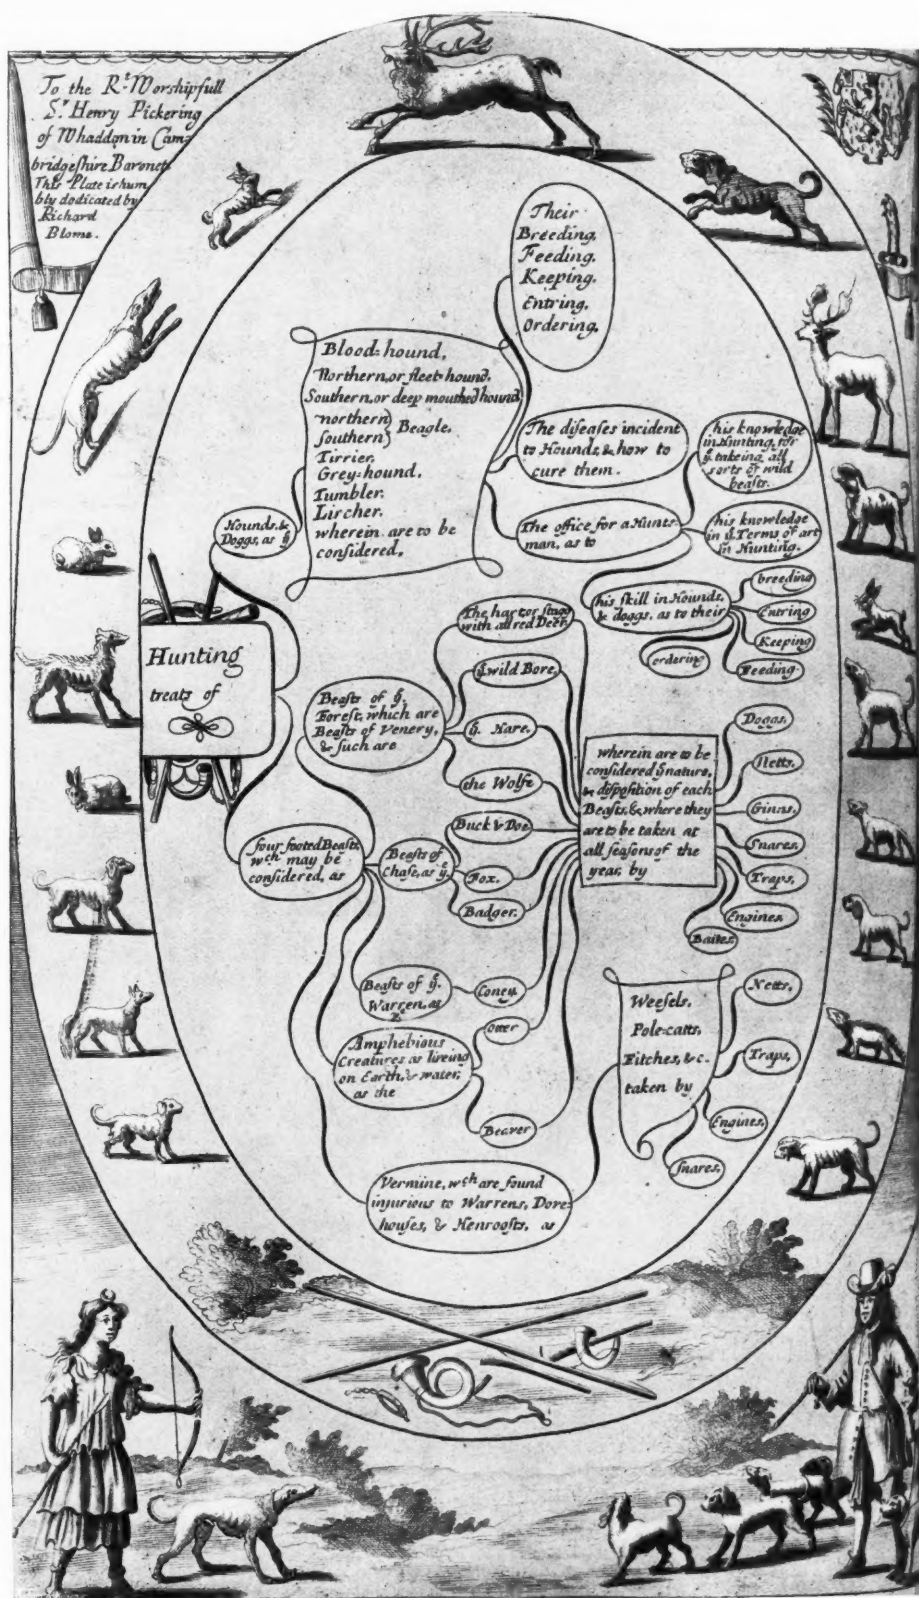 To the Rt. Worshipfull
Sr. Henry Pickering
of Whaddon in Cam=
bridgeſhire Baronet
This Plate is hum
bly dedicated by
Richard
Blome.
Hunting
treats of
Hounds, &
Doggs, as ye.
Blood=hound,
Northern, or fleet=hound.
Southern, or deep mouthed hound
northern
ſouthern
Beagle.
Tirrier.
Grey=hound.
Tumbler.
Lircher.
wherein are to be
conſidered,
Their
Breeding,
Feeding.
Keeping.
Entring.
Ordering,
The diſeaſes incident
to Hounds, & how to
cure them.
The office for a Hunts
man, as to
his knowledge
in Hunting, for
ye. takeing all
sorts of wild
beaſts.
his knowledge
in ye. Terms of art
in Hunting.
his skill in Hounds,
& doggs, as to their
breeding
Entring
Keeping
Feeding.
ordering
four footed Beaſts,
wch. may be
conſidered, as
Beaſts of ye.
Foreſt, which are
Beaſts of Venery,
& ſuch are
The hart or ſtagg
with all red Deer.
ye. wild Bore,
ye. Hare.
the Wolfe
Beaſts of
Chaſe, as ye.
Buck & Doe
Fox.
Badger.
Beaſts of ye.
Warren, as
ye.
Coney.
Amphebious
Creatures as liveing
on Earth, & water,
as the
Otter
Beaver
wherein are to be
conſidered ye nature,
& diſpoſition of each
Beaſts, & where they
are to be taken at
all ſeaſons of the
year, by
Doggs.
Netts.
Ginns.
Snares.
Traps,
Engines.
Baites.
Vermine, wch are found
injurious to Warrens, Dove=
houſes, & Henrooſts, as
Weeſels,
Pole=catts,
Fitches, & c.
taken by
Netts,
Traps,
Engines,
ſnares,